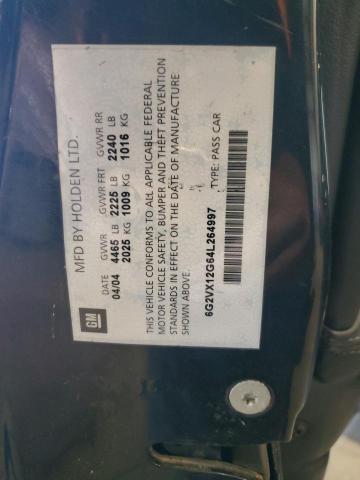 GM
MFD BY HOLDEN LTD.
DATE GVWR GVWR FRT GVWR RR
04/04 4465 LB 2225 LB 2240 LB
2025 KG 1009 KG 1016 KG
THIS VEHICLE CONFORMS TO ALL APPLICABLE FEDERAL
MOTOR VEHICLE SAFETY, BUMPER AND THEFT PREVENTION
STANDARDS IN EFFECT ON THE DATE OF MANUFACTURE
SHOWN ABOVE.
6G2VX12G64L264997 TYPE: PASS CAR